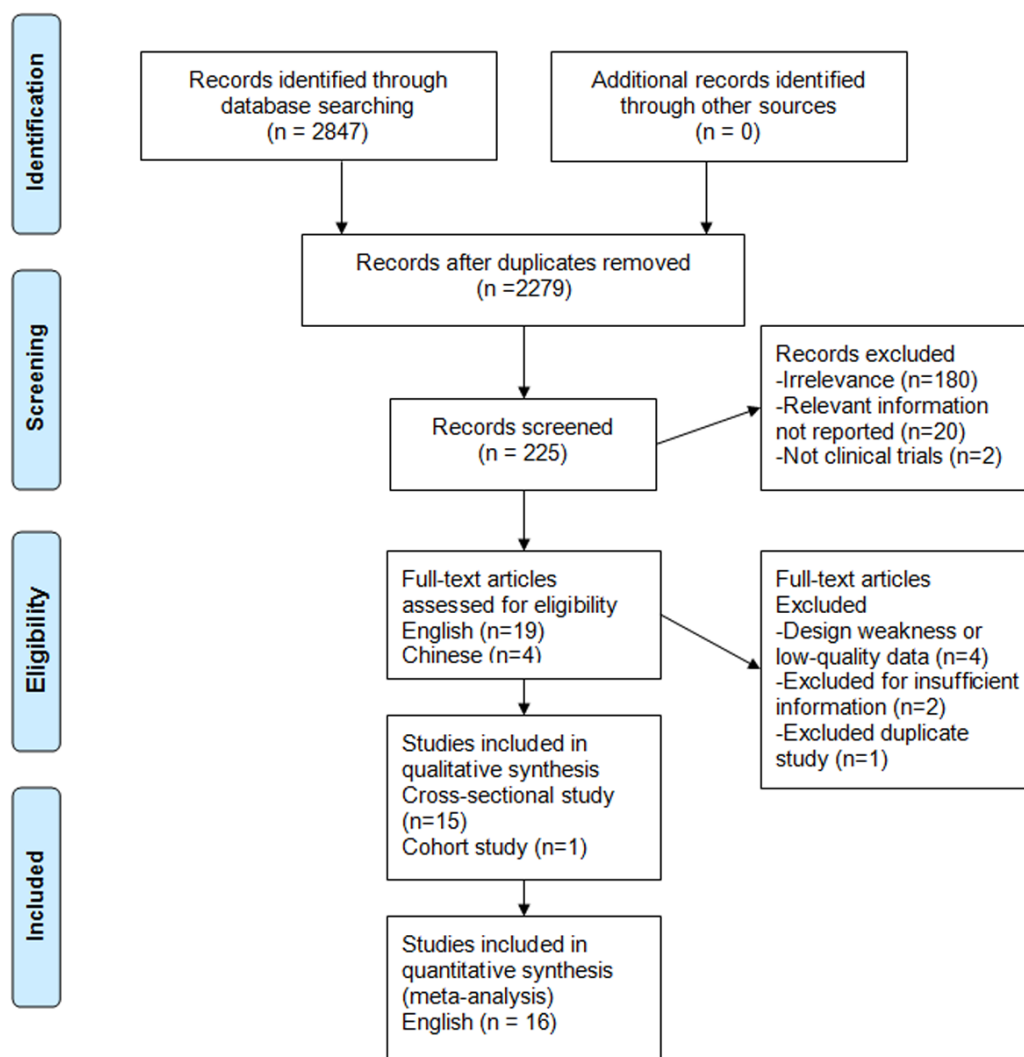 Identification
Records identified through
database searching
(n = 2847)
Additional records identified
through other sources
(n = 0)
Records after duplicates removed
(n =2279)
Screening
Records screened
(n = 225)
Records excluded
-Irrelevance (n=180)
-Relevant information
not reported (n=20)
-Not clinical trials (n=2)
Eligibility
Full-text articles
assessed for eligibility
English (n=19)
Chinese (n=4)
Full-text articles
Excluded
-Design weakness or
low-quality data (n=4)
-Excluded for insufficient
information (n=2)
-Excluded duplicate
study (n=1)
Studies included in
qualitative synthesis
Cross-sectional study
(n=15)
Cohort study (n=1)
Included
Studies included in
quantitative synthesis
(meta-analysis)
English (n = 16)